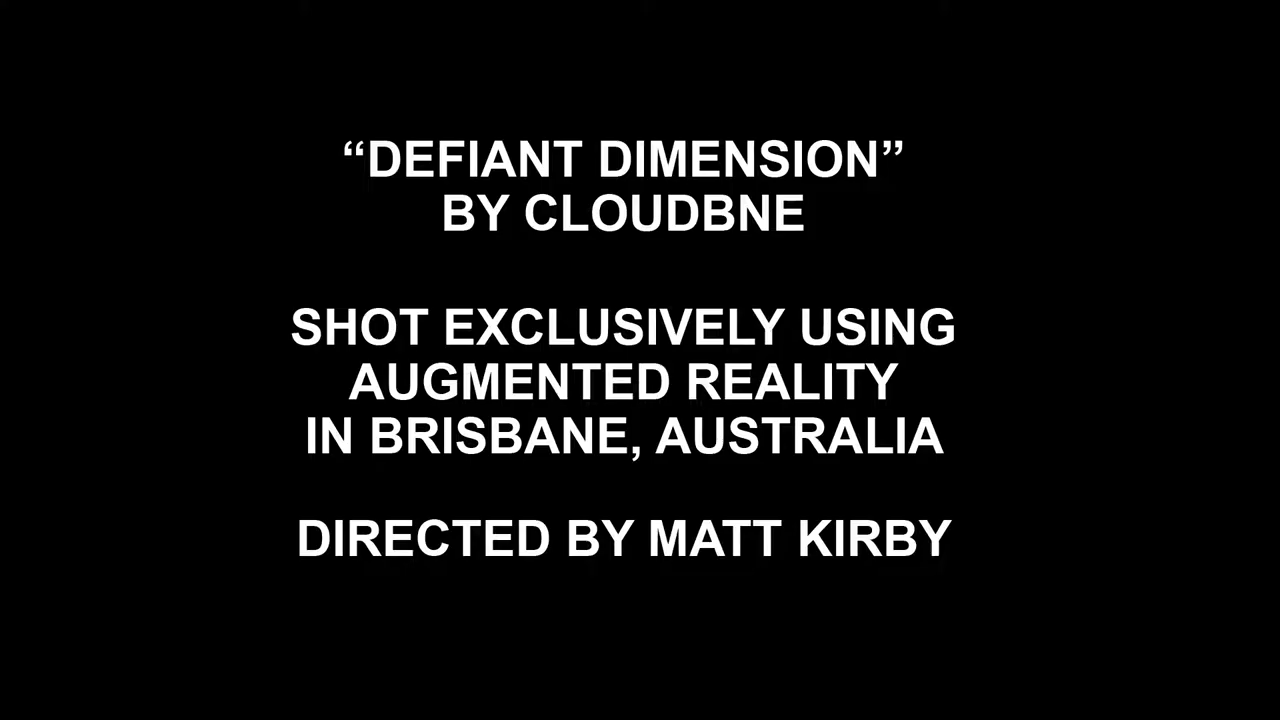 “DEFIANT DIMENSION”
BY CLOUDBNE
SHOT EXCLUSIVELY USING
AUGMENTED REALITY
IN BRISBANE, AUSTRALIA
DIRECTED BY MATT KIRBY